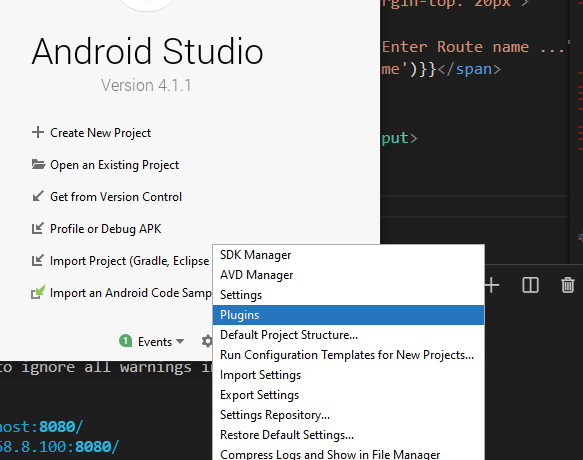 rgin-top: 20px">
Android Studio
Version 4.1.1
Enter Route name ..."
me')}}</span>
put>
Create New Project
Open an Existing Project
Get from Version Control
Profile or Debug APK
Import Project (Gradle, Eclipse
Import an Android Code Samp
1 Events
SDK Manager
AVD Manager
Settings
Plugins
Default Project Structure...
Run Configuration Templates for New Projects...
Import Settings
Export Settings
Settings Repository...
Restore Default Settings...
Compress Logs and Show in File Manager
to ignore all warnings i
host:8080/
68.8.100:8080/